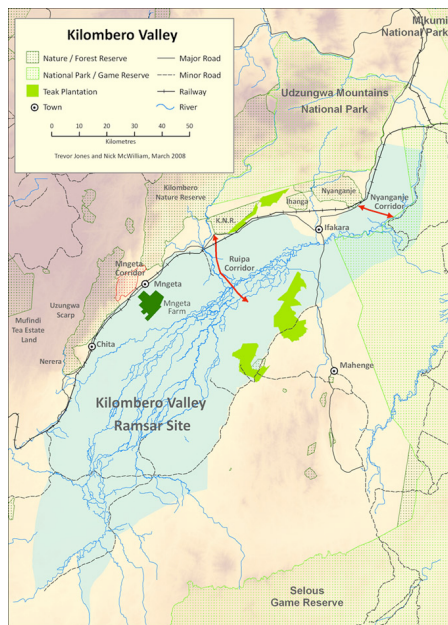 Kilombero Valley
Nature / Forest Reserve
National Park / Game Reserve
Teak Plantation
Town
Major Road
Minor Road
Railway
River
0 10 20 30 40 50
Kilometres
Trevor Jones and Nick McWilliam, March 2008
Mikumi
National Park
Udzungwa Mountains
National Park
Kilombero
Nature Reserve
K.N.R.
Ihanga
Nyanganje
Nyanganje
Corridor
Ifakara
Ruipa
Corridor
Mngeta
Corridor
Mngeta
Mngeta
Farm
Uzungwa
Scarp
Mufindi
Tea Estate
Land
Chita
Nerera
Mahenge
Kilombero Valley
Ramsar Site
Selous
Game Reserve